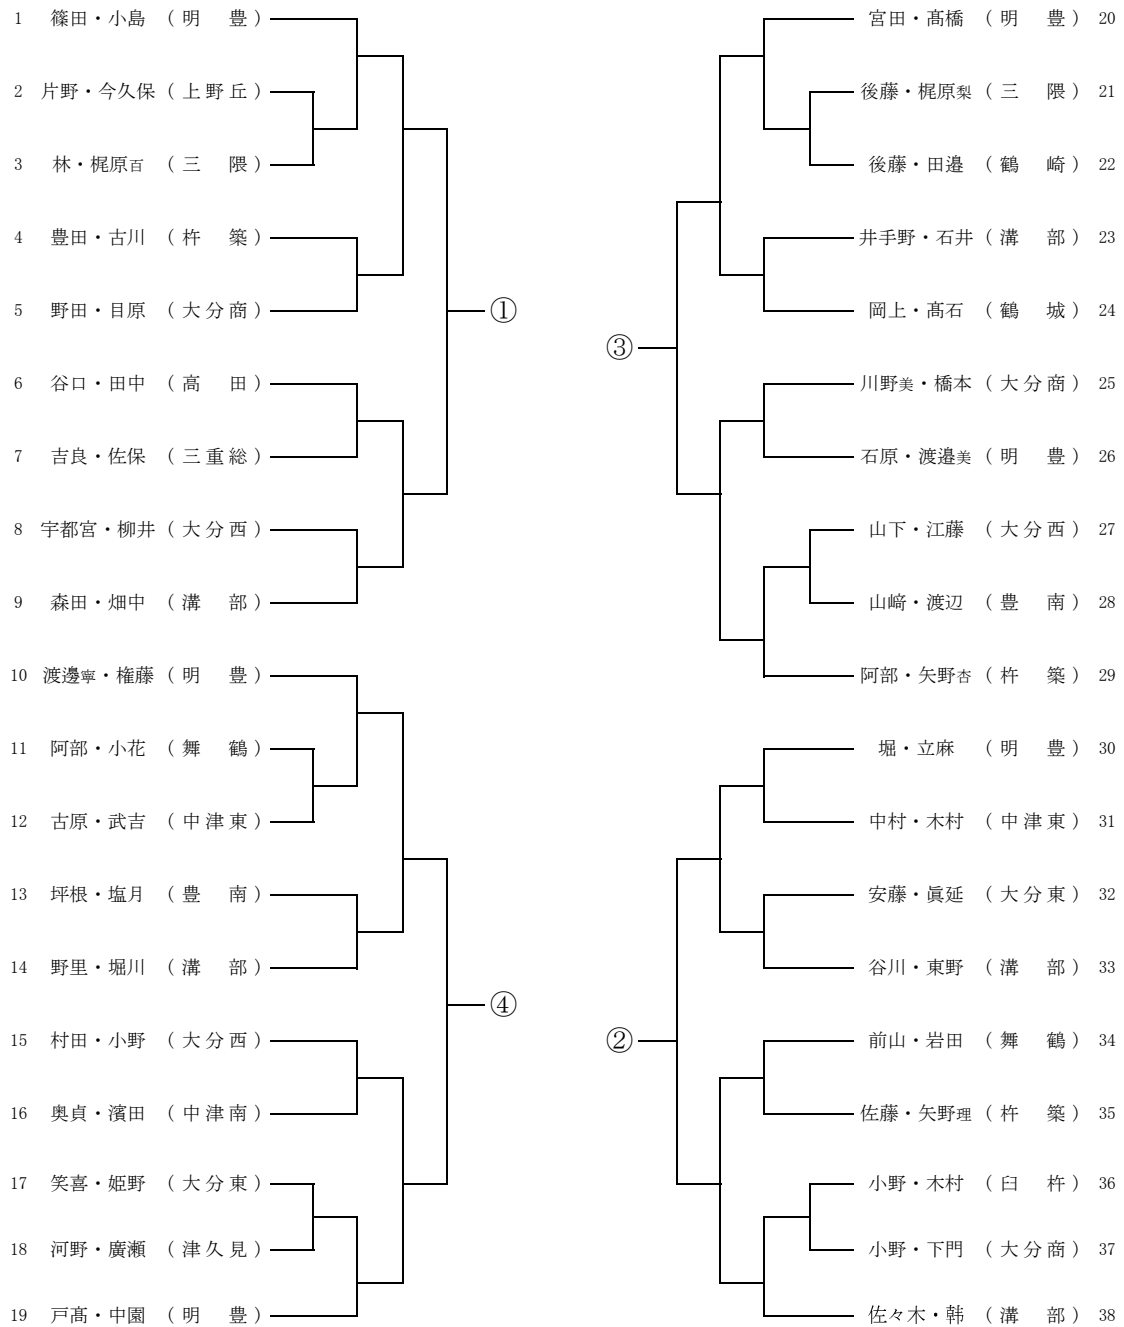 1 篠田・小島 （ 明 豊 ）
2 片野・今久保 （ 上 野 丘 ）
3 林・梶原百 （ 三 隈 ）
4 豊田・古川 （ 杵 築 ）
5 野田・目原 （ 大 分 商 ）
①
6 谷口・田中 （ 高 田 ）
7 吉良・佐保 （ 三 重 総 ）
8 宇都宮・柳井 （ 大 分 西 ）
9 森田・畑中 （ 溝 部 ）
10 渡邊寧・権藤 （ 明 豊 ）
11 阿部・小花 （ 舞 鶴 ）
12 古原・武吉 （ 中 津 東 ）
13 坪根・塩月 （ 豊 南 ）
14 野里・堀川 （ 溝 部 ）
④
15 村田・小野 （ 大 分 西 ）
16 奥貞・濱田 （ 中 津 南 ）
17 笑喜・姫野 （ 大 分 東 ）
18 河野・廣瀬 （ 津 久 見 ）
19 戸髙・中園 （ 明 豊 ）
宮田・髙橋 （ 明 豊 ） 20
後藤・梶原梨 （ 三 隈 ） 21
後藤・田邉 （ 鶴 崎 ） 22
井手野・石井 （ 溝 部 ） 23
岡上・髙石 （ 鶴 城 ） 24
③
川野美・橋本 （ 大 分 商 ） 25
石原・渡邉美 （ 明 豊 ） 26
山下・江藤 （ 大 分 西 ） 27
山﨑・渡辺 （ 豊 南 ） 28
阿部・矢野杏 （ 杵 築 ） 29
堀・立麻 （ 明 豊 ） 30
中村・木村 （ 中 津 東 ） 31
安藤・眞延 （ 大 分 東 ） 32
谷川・東野 （ 溝 部 ） 33
②
前山・岩田 （ 舞 鶴 ） 34
佐藤・矢野理 （ 杵 築 ） 35
小野・木村 （ 臼 杵 ） 36
小野・下門 （ 大 分 商 ） 37
佐々木・韩 （ 溝 部 ） 38